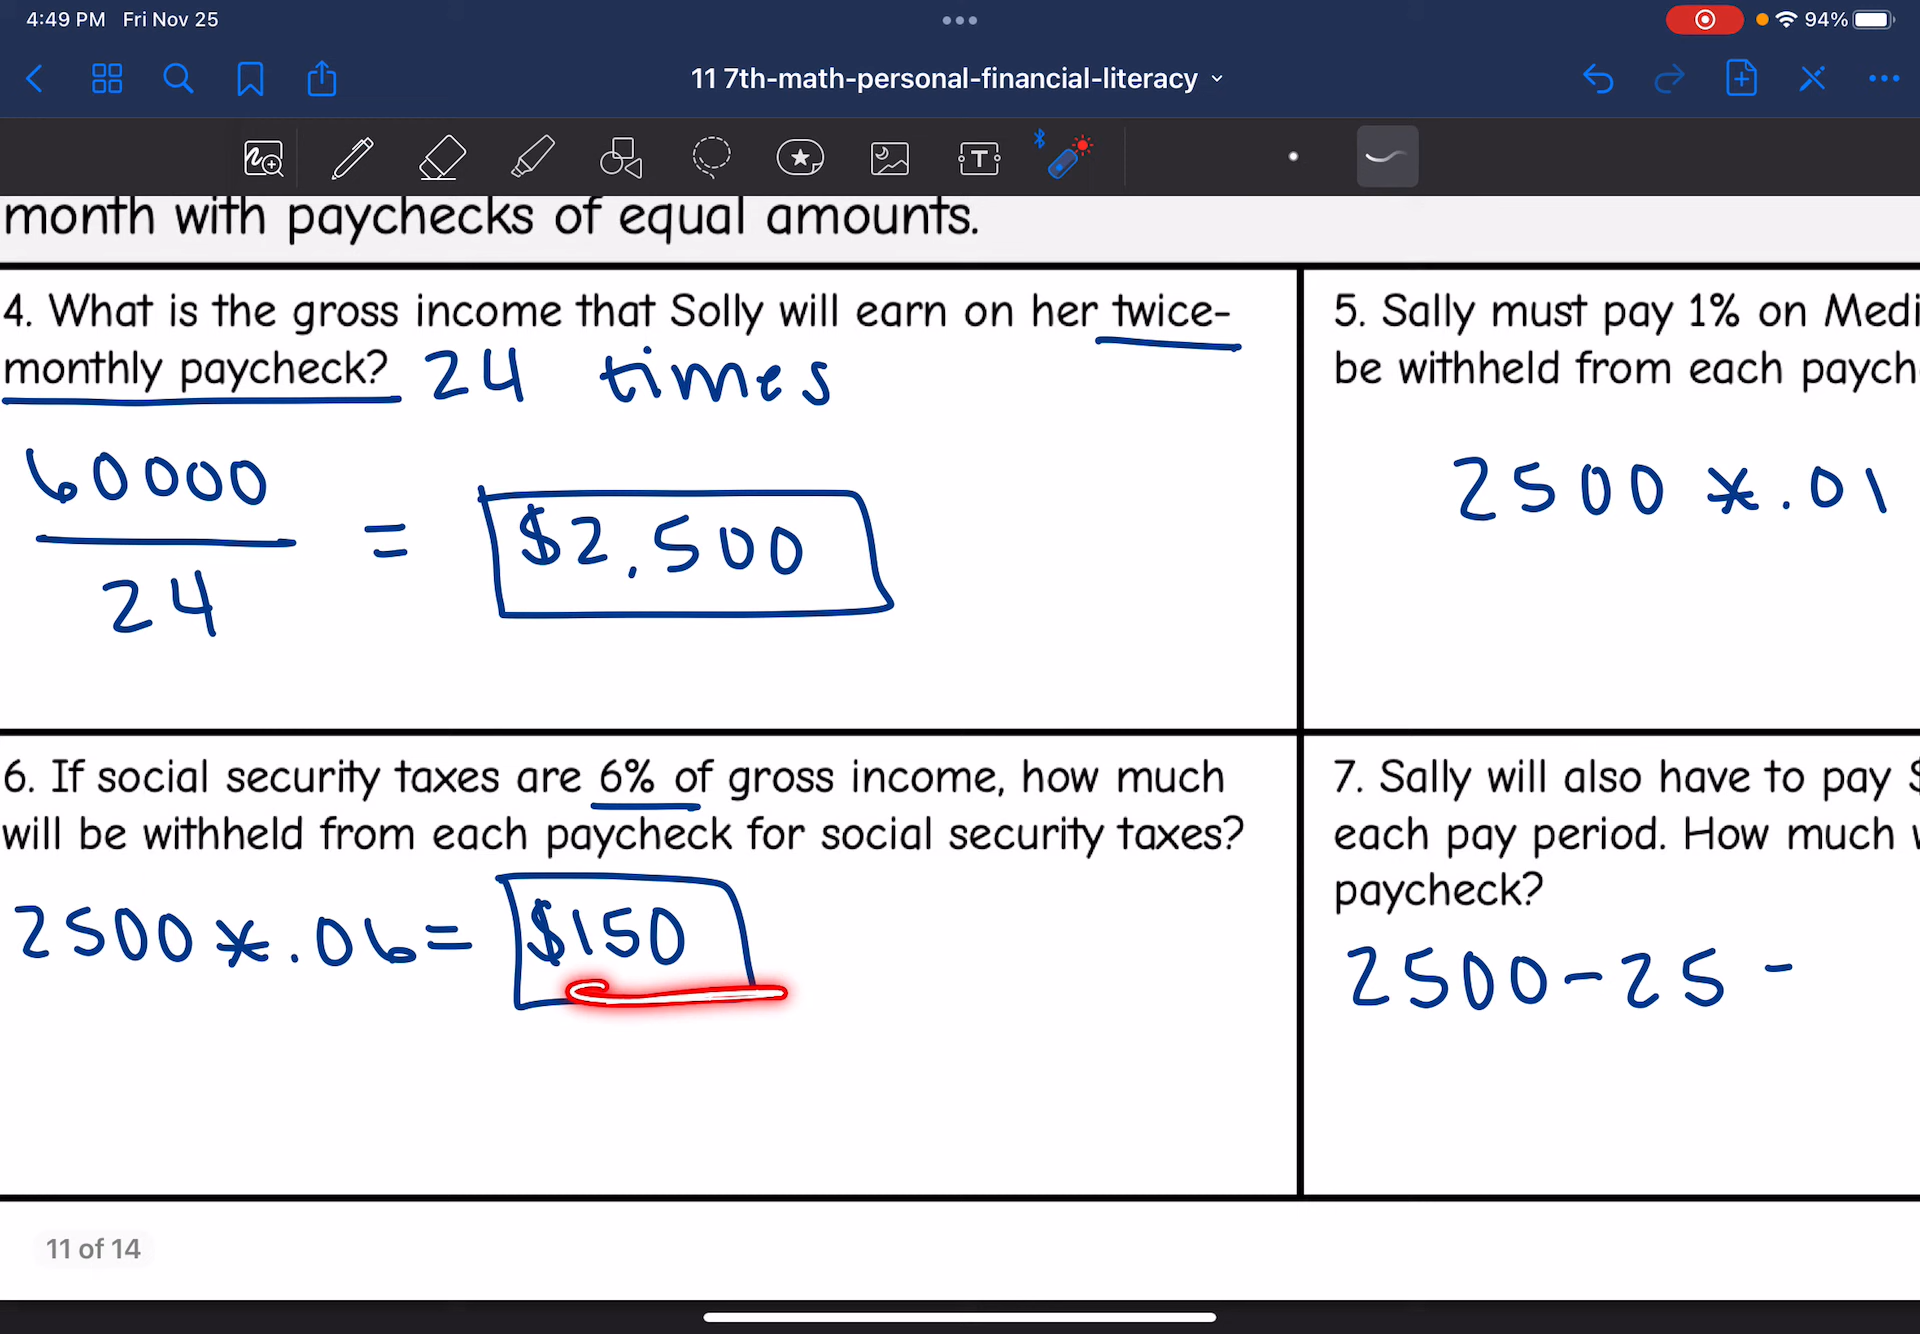 4:49 PM Fri Nov 25
94%
11 7th-math-personal-financial-literacy
T
month with paychecks of equal amounts.
4. What is the gross income that Solly will earn on her twice-
monthly paycheck? 24 times
60000
24
= $2,500
5. Sally must pay 1% on Medi
be withheld from each paych
2500 * .01
6. If social security taxes are 6% of gross income, how much
will be withheld from each paycheck for social security taxes?
2500 * .06 = $150
7. Sally will also have to pay $
each pay period. How much
paycheck?
2500 - 25 -
11 of 14